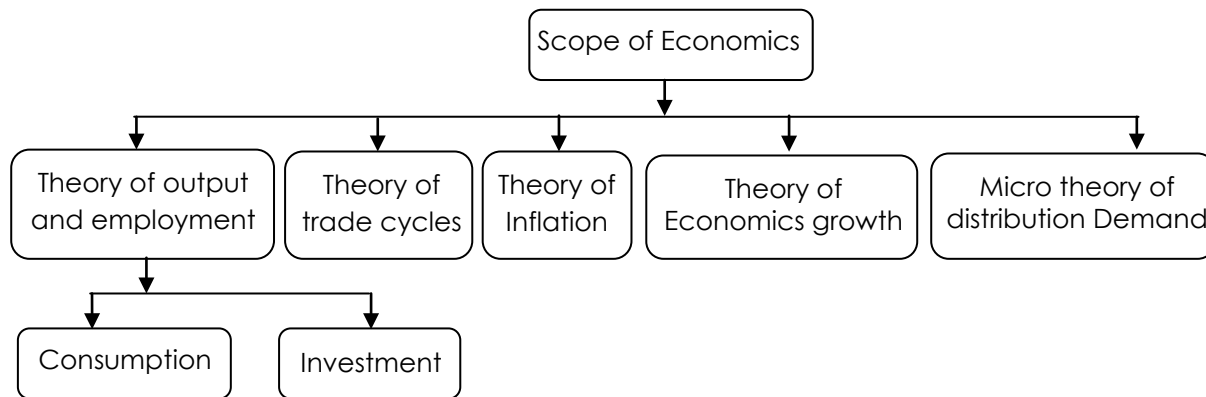 Scope of Economics
Theory of output
and employment
Theory of
trade cycles
Theory of
Inflation
Theory of
Economics growth
Micro theory of
distribution Demand
Consumption
Investment